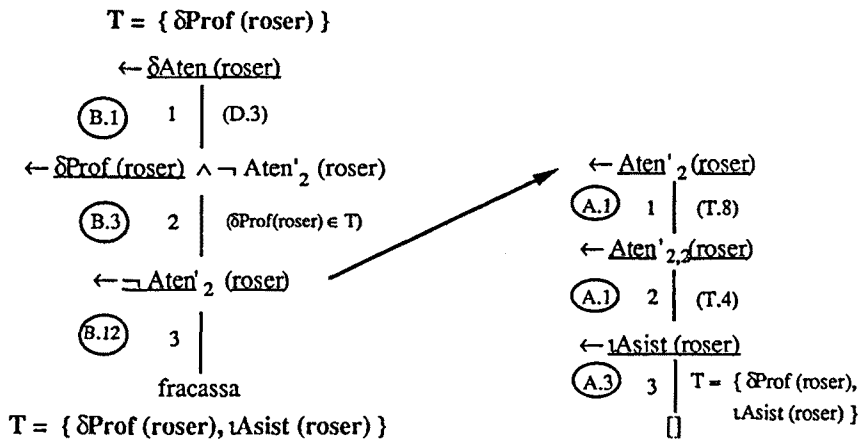 T = { δProf (roser) }
← δAten (roser)
B.1 1 (D.3)
← δProf (roser) ∧ ¬ Aten'₂ (roser)
B.3 2 (δProf(roser) ∈ T)
← ¬ Aten'₂ (roser)
B.12 3
fracassa
T = { δProf (roser), ιAsist (roser) }
← Aten'₂ (roser)
A.1 1 (T.8)
← Aten'₂,₂(roser)
A.1 2 (T.4)
← ιAsist (roser)
A.3 3 T = { δProf (roser),
ιAsist (roser) }
[]